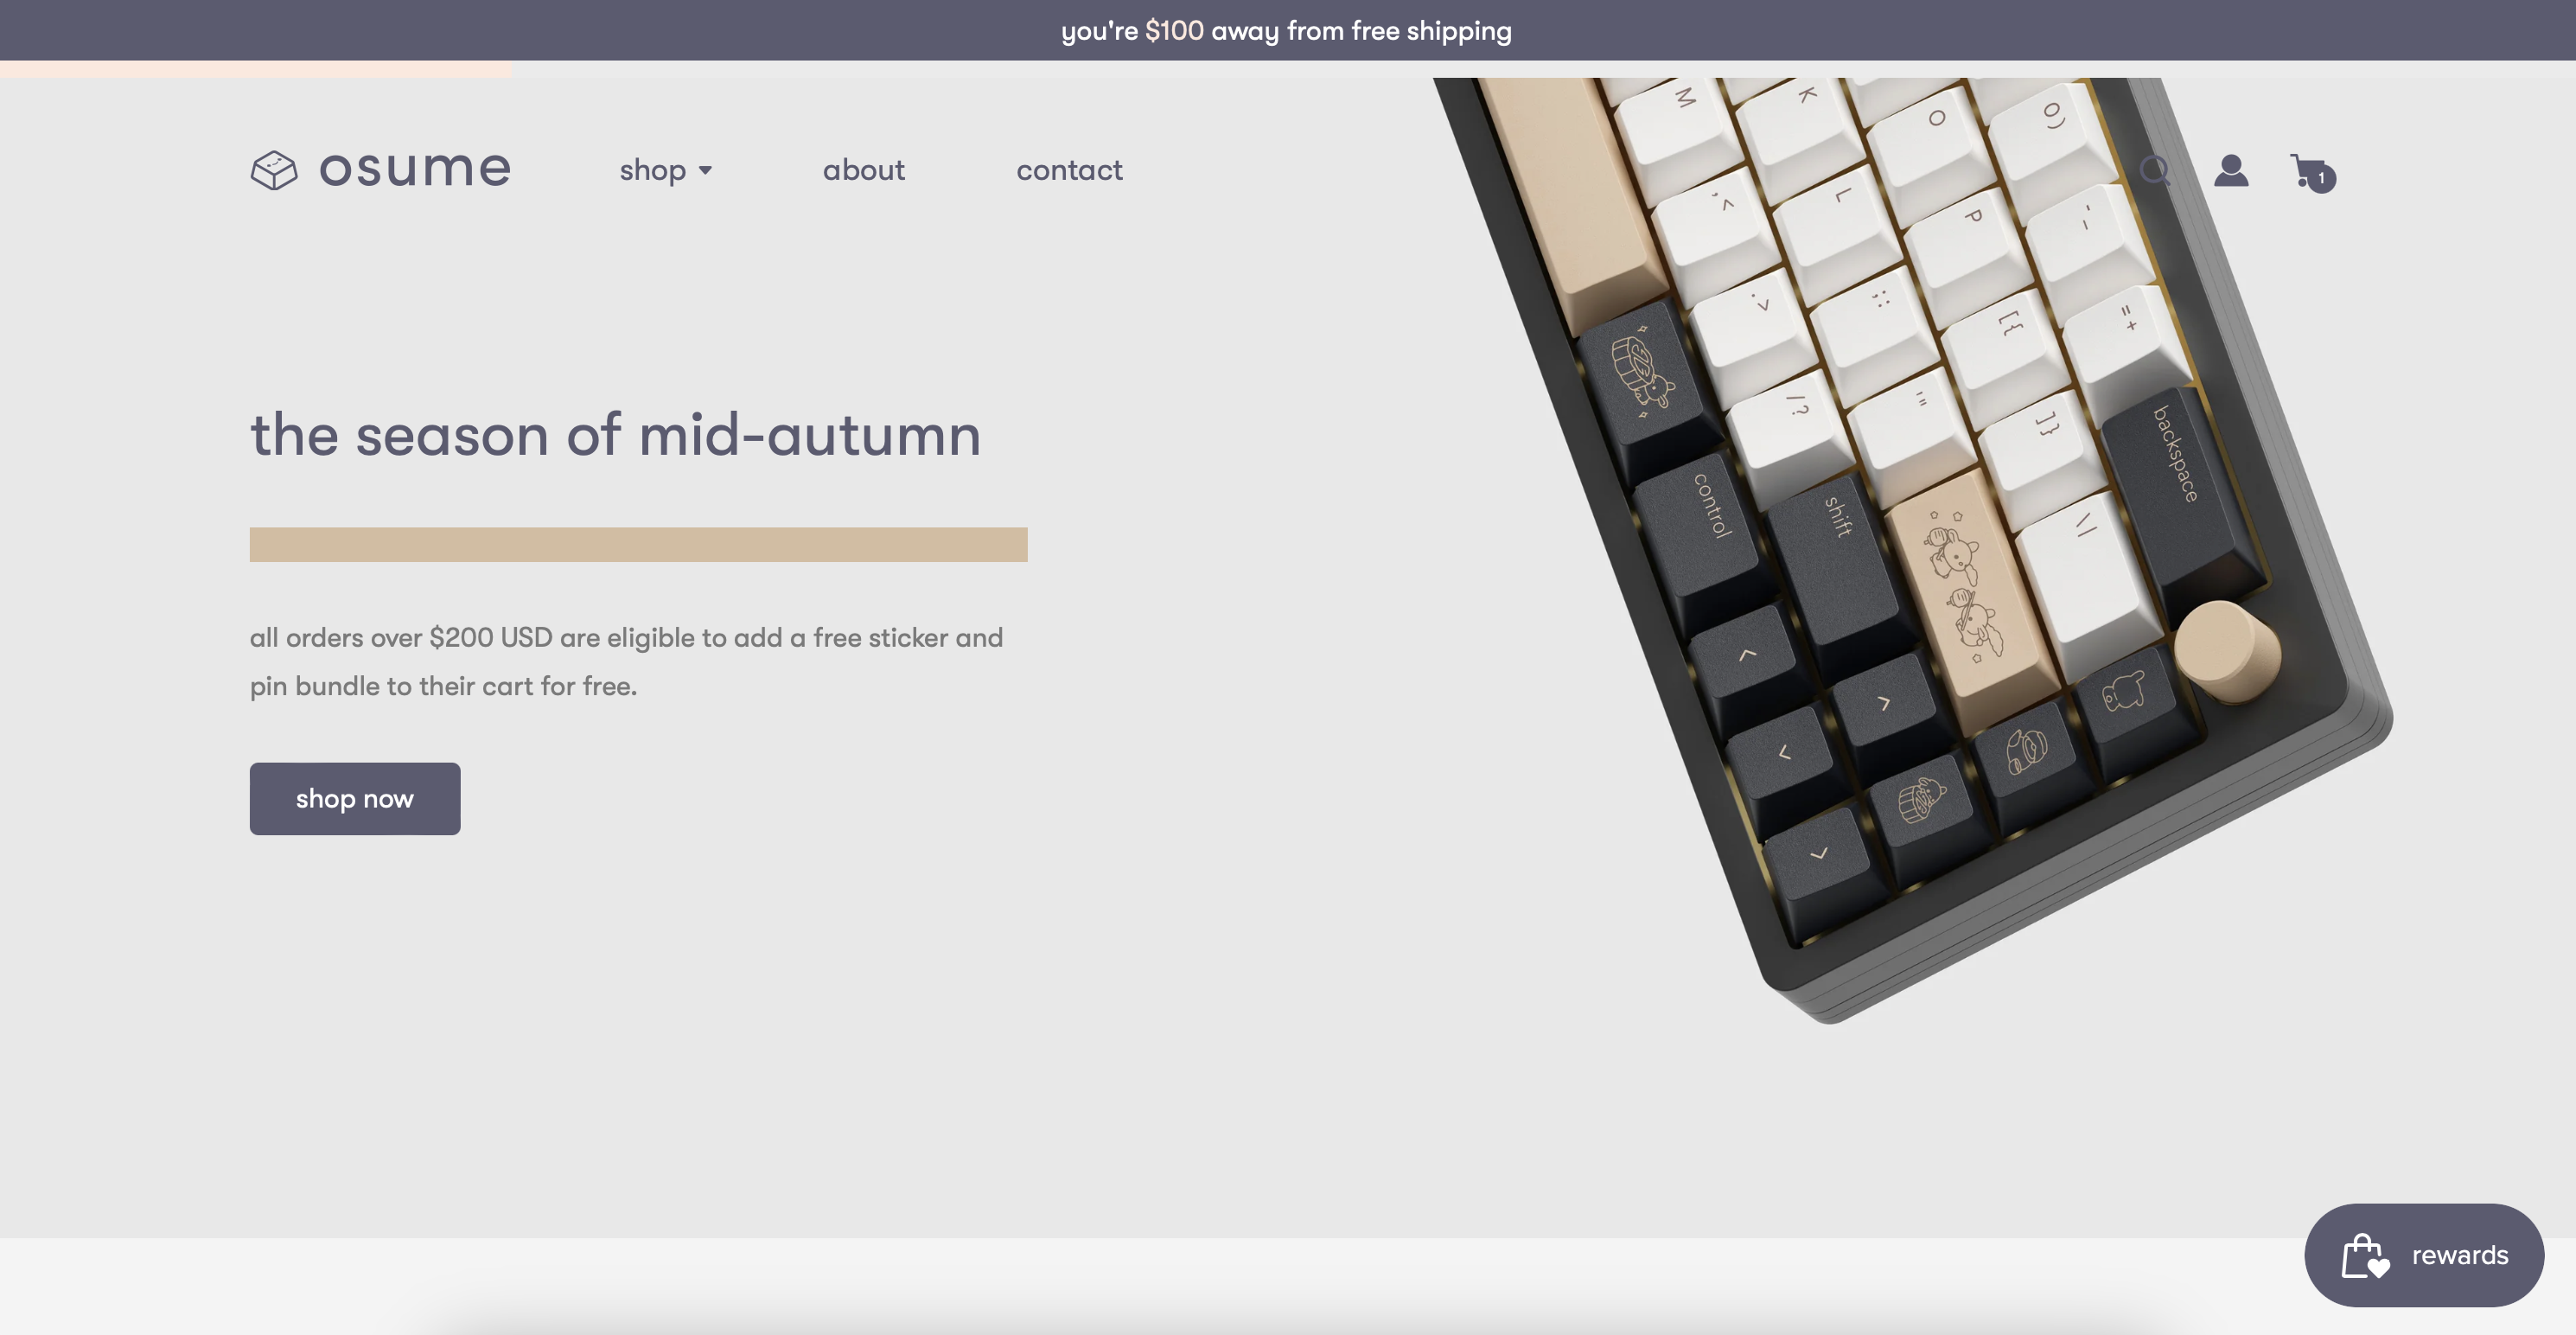 you're $100 away from free shipping
osume
shop
about
contact
1
the season of mid-autumn
all orders over $200 USD are eligible to add a free sticker and
pin bundle to their cart for free.
shop now
M
K
O
0)
,<
L
P
-_
.>
;:
[{
=+
/?
'"
]}
backspace
control
shift
\|
rewards